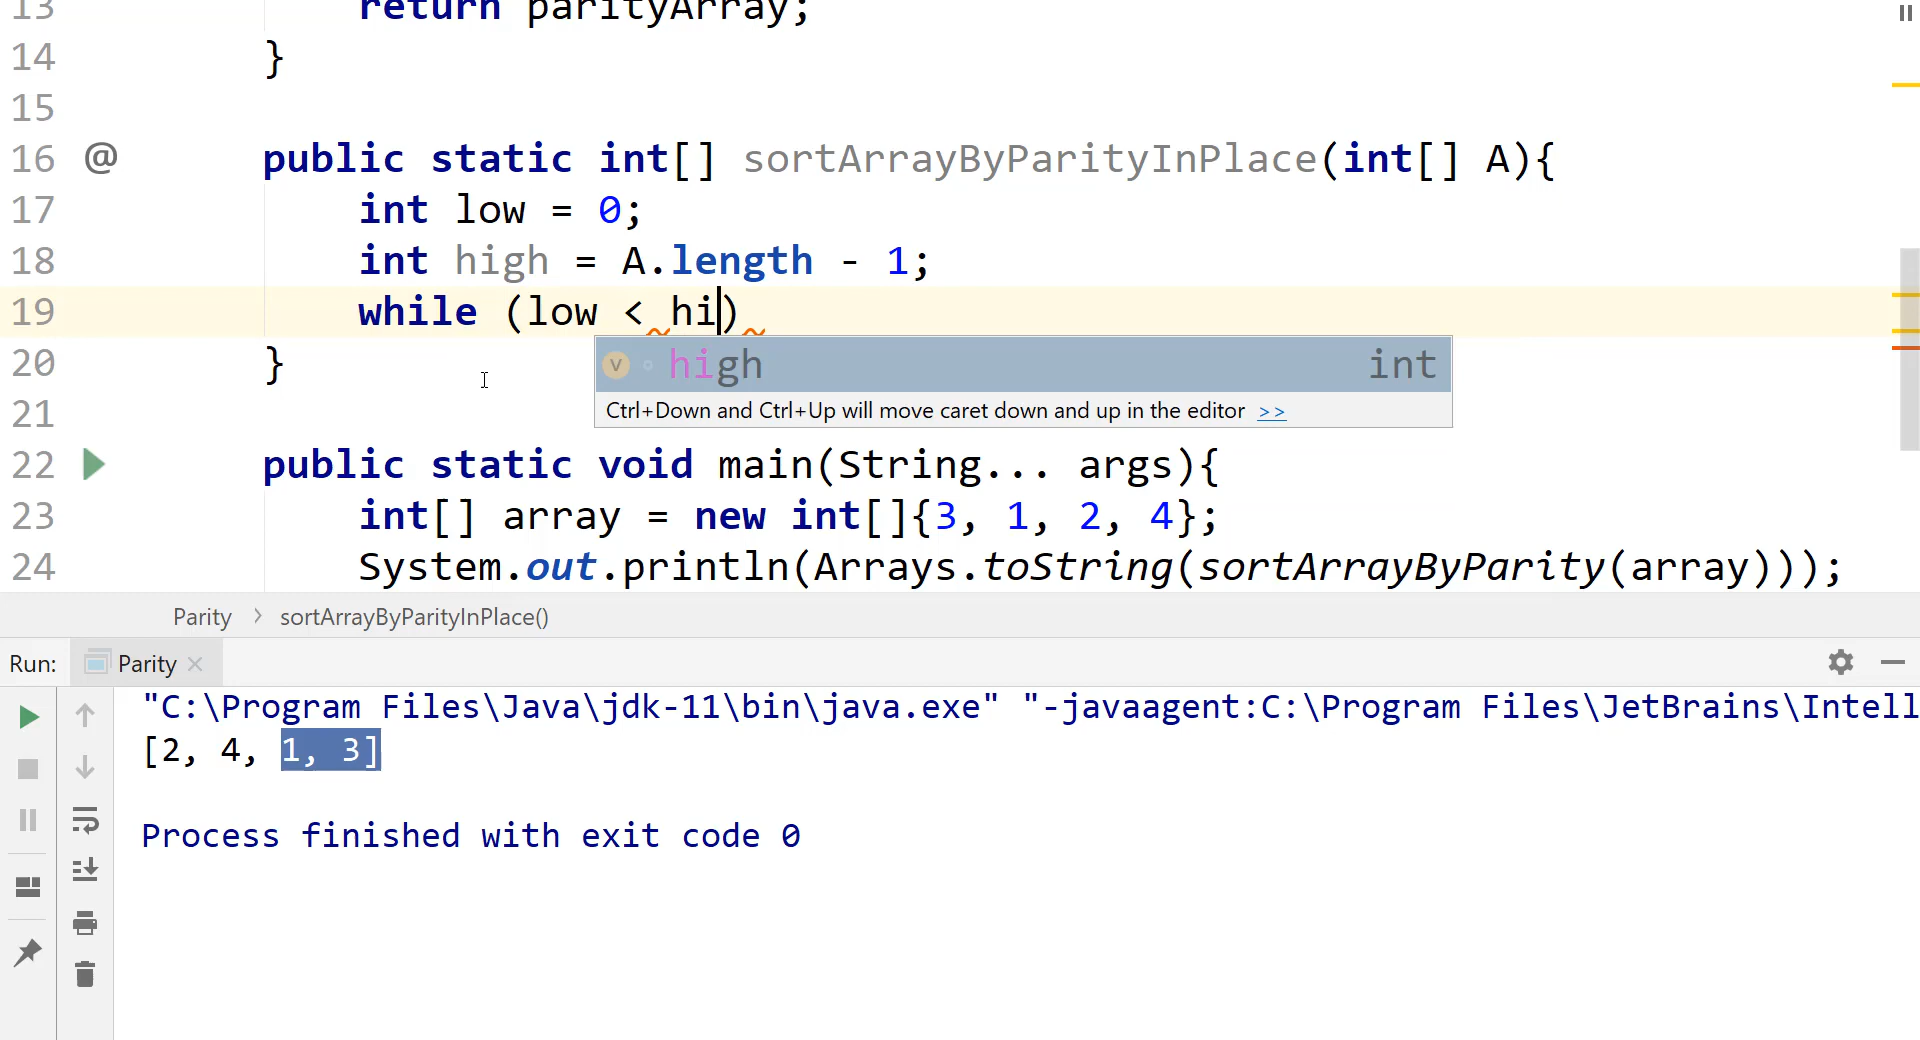 13 return parityArray;
14 }
15
16 @ public static int[] sortArrayByParityInPlace(int[] A){
17 int low = 0;
18 int high = A.length - 1;
19 while (low < hi)
20 }
v high int
Ctrl+Down and Ctrl+Up will move caret down and up in the editor >>
21
22 public static void main(String... args){
23 int[] array = new int[]{3, 1, 2, 4};
24 System.out.println(Arrays.toString(sortArrayByParity(array)));
Parity > sortArrayByParityInPlace()
Run: Parity
"C:\Program Files\Java\jdk-11\bin\java.exe" "-javaagent:C:\Program Files\JetBrains\Intell
[2, 4, 1, 3]
Process finished with exit code 0